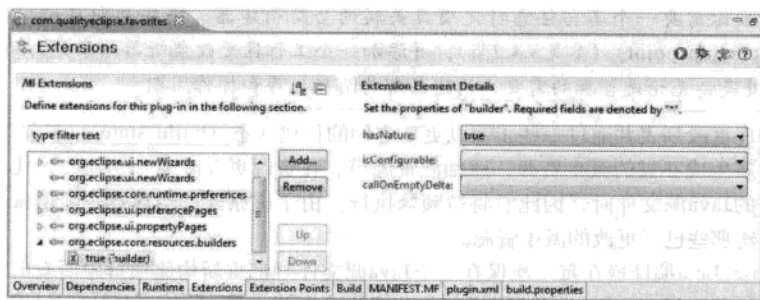 com.qualityeclipse.favorites
Extensions
All Extensions
Define extensions for this plug-in in the following section.
type filter text
org.eclipse.ui.newWizards
org.eclipse.ui.newWizards
org.eclipse.core.runtime.preferences
org.eclipse.ui.preferencePages
org.eclipse.ui.propertyPages
org.eclipse.core.resources.builders
true (builder)
Add...
Remove
Up
Down
Extension Element Details
Set the properties of "builder". Required fields are denoted by "*".
hasNature: true
isConfigurable:
callOnEmptyDelta:
Overview Dependencies Runtime Extensions Extension Points Build MANIFEST.MF plugin.xml build.properties